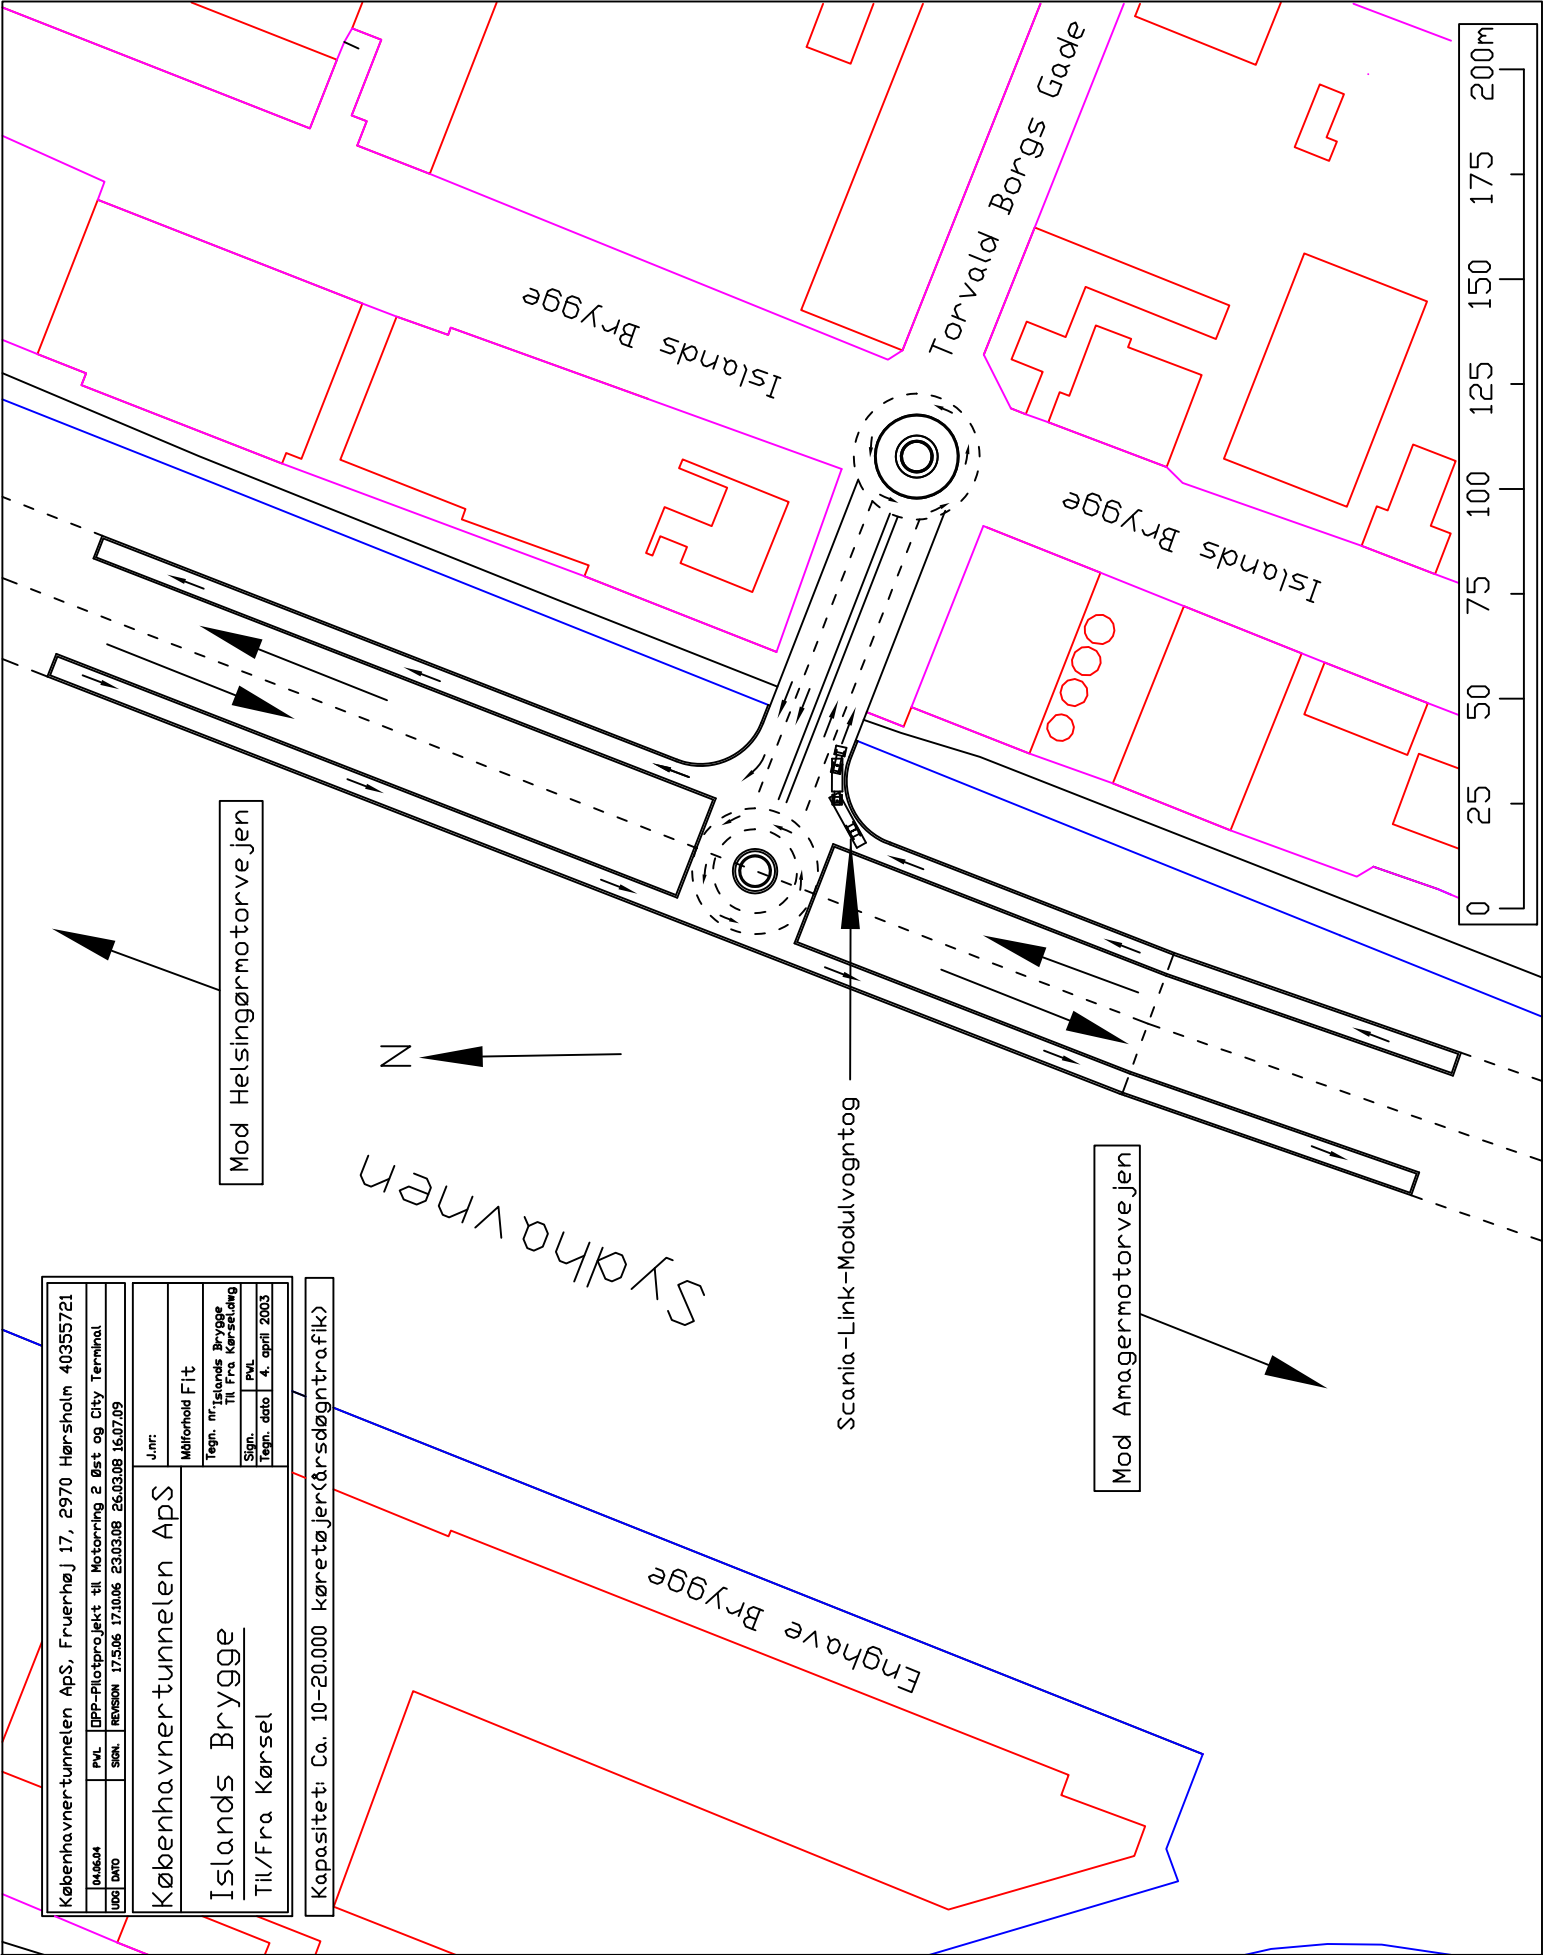 Københavnertunnelen ApS, Fruerhøj 17, 2970 Hørsholm 40355721
04.06.04 PVL OPP-Pilotprojekt til Motorring 2 Øst og City Terminal
UDG DATO SIGN. REVISION 17.5.06 17.10.06 23.03.08 26.03.08 16.07.09
Københavnertunnelen ApS
Islands Brygge
Til/Fra Kørsel
J.nr:
Målforhold Fit
Tegn. nr. Islands Brygge
Til Fra Kørsel.dwg
Sign. PVL
Tegn. dato 4. april 2003
Kapasitet: Ca. 10-20.000 køretøjer(årsdøgntrafik)
Mod Helsingørmotorvejen
N
Sydhavnen
Enghave Brygge
Scania-Link-Modulvogntog
Mod Amagermotorvejen
Islands Brygge
Torvald Borgs Gade
Islands Brygge
0 25 50 75 100 125 150 175 200m